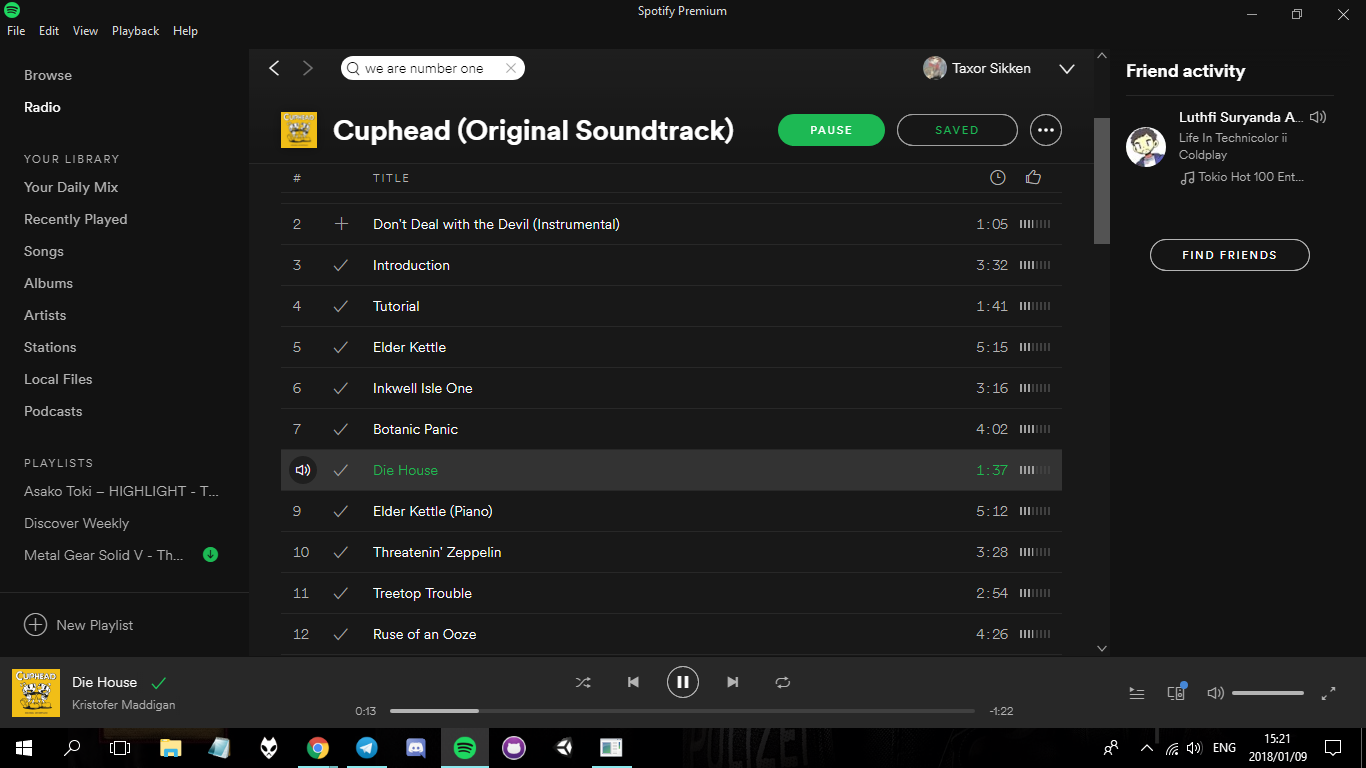 Spotify Premium
File Edit View Playback Help
Browse
Radio
YOUR LIBRARY
Your Daily Mix
Recently Played
Songs
Albums
Artists
Stations
Local Files
Podcasts
PLAYLISTS
Asako Toki – HIGHLIGHT - T...
Discover Weekly
Metal Gear Solid V - Th...
New Playlist
we are number one
Taxor Sikken
Cuphead (Original Soundtrack)
PAUSE
SAVED
# TITLE
2 Don't Deal with the Devil (Instrumental) 1:05
3 Introduction 3:32
4 Tutorial 1:41
5 Elder Kettle 5:15
6 Inkwell Isle One 3:16
7 Botanic Panic 4:02
Die House 1:37
9 Elder Kettle (Piano) 5:12
10 Threatenin' Zeppelin 3:28
11 Treetop Trouble 2:54
12 Ruse of an Ooze 4:26
Friend activity
Luthfi Suryanda A...
Life In Technicolor ii
Coldplay
Tokio Hot 100 Ent...
FIND FRIENDS
CUPHEAD
Die House
Kristofer Maddigan
0:13
-1:22
POLIZEI
ENG
15:21
2018/01/09